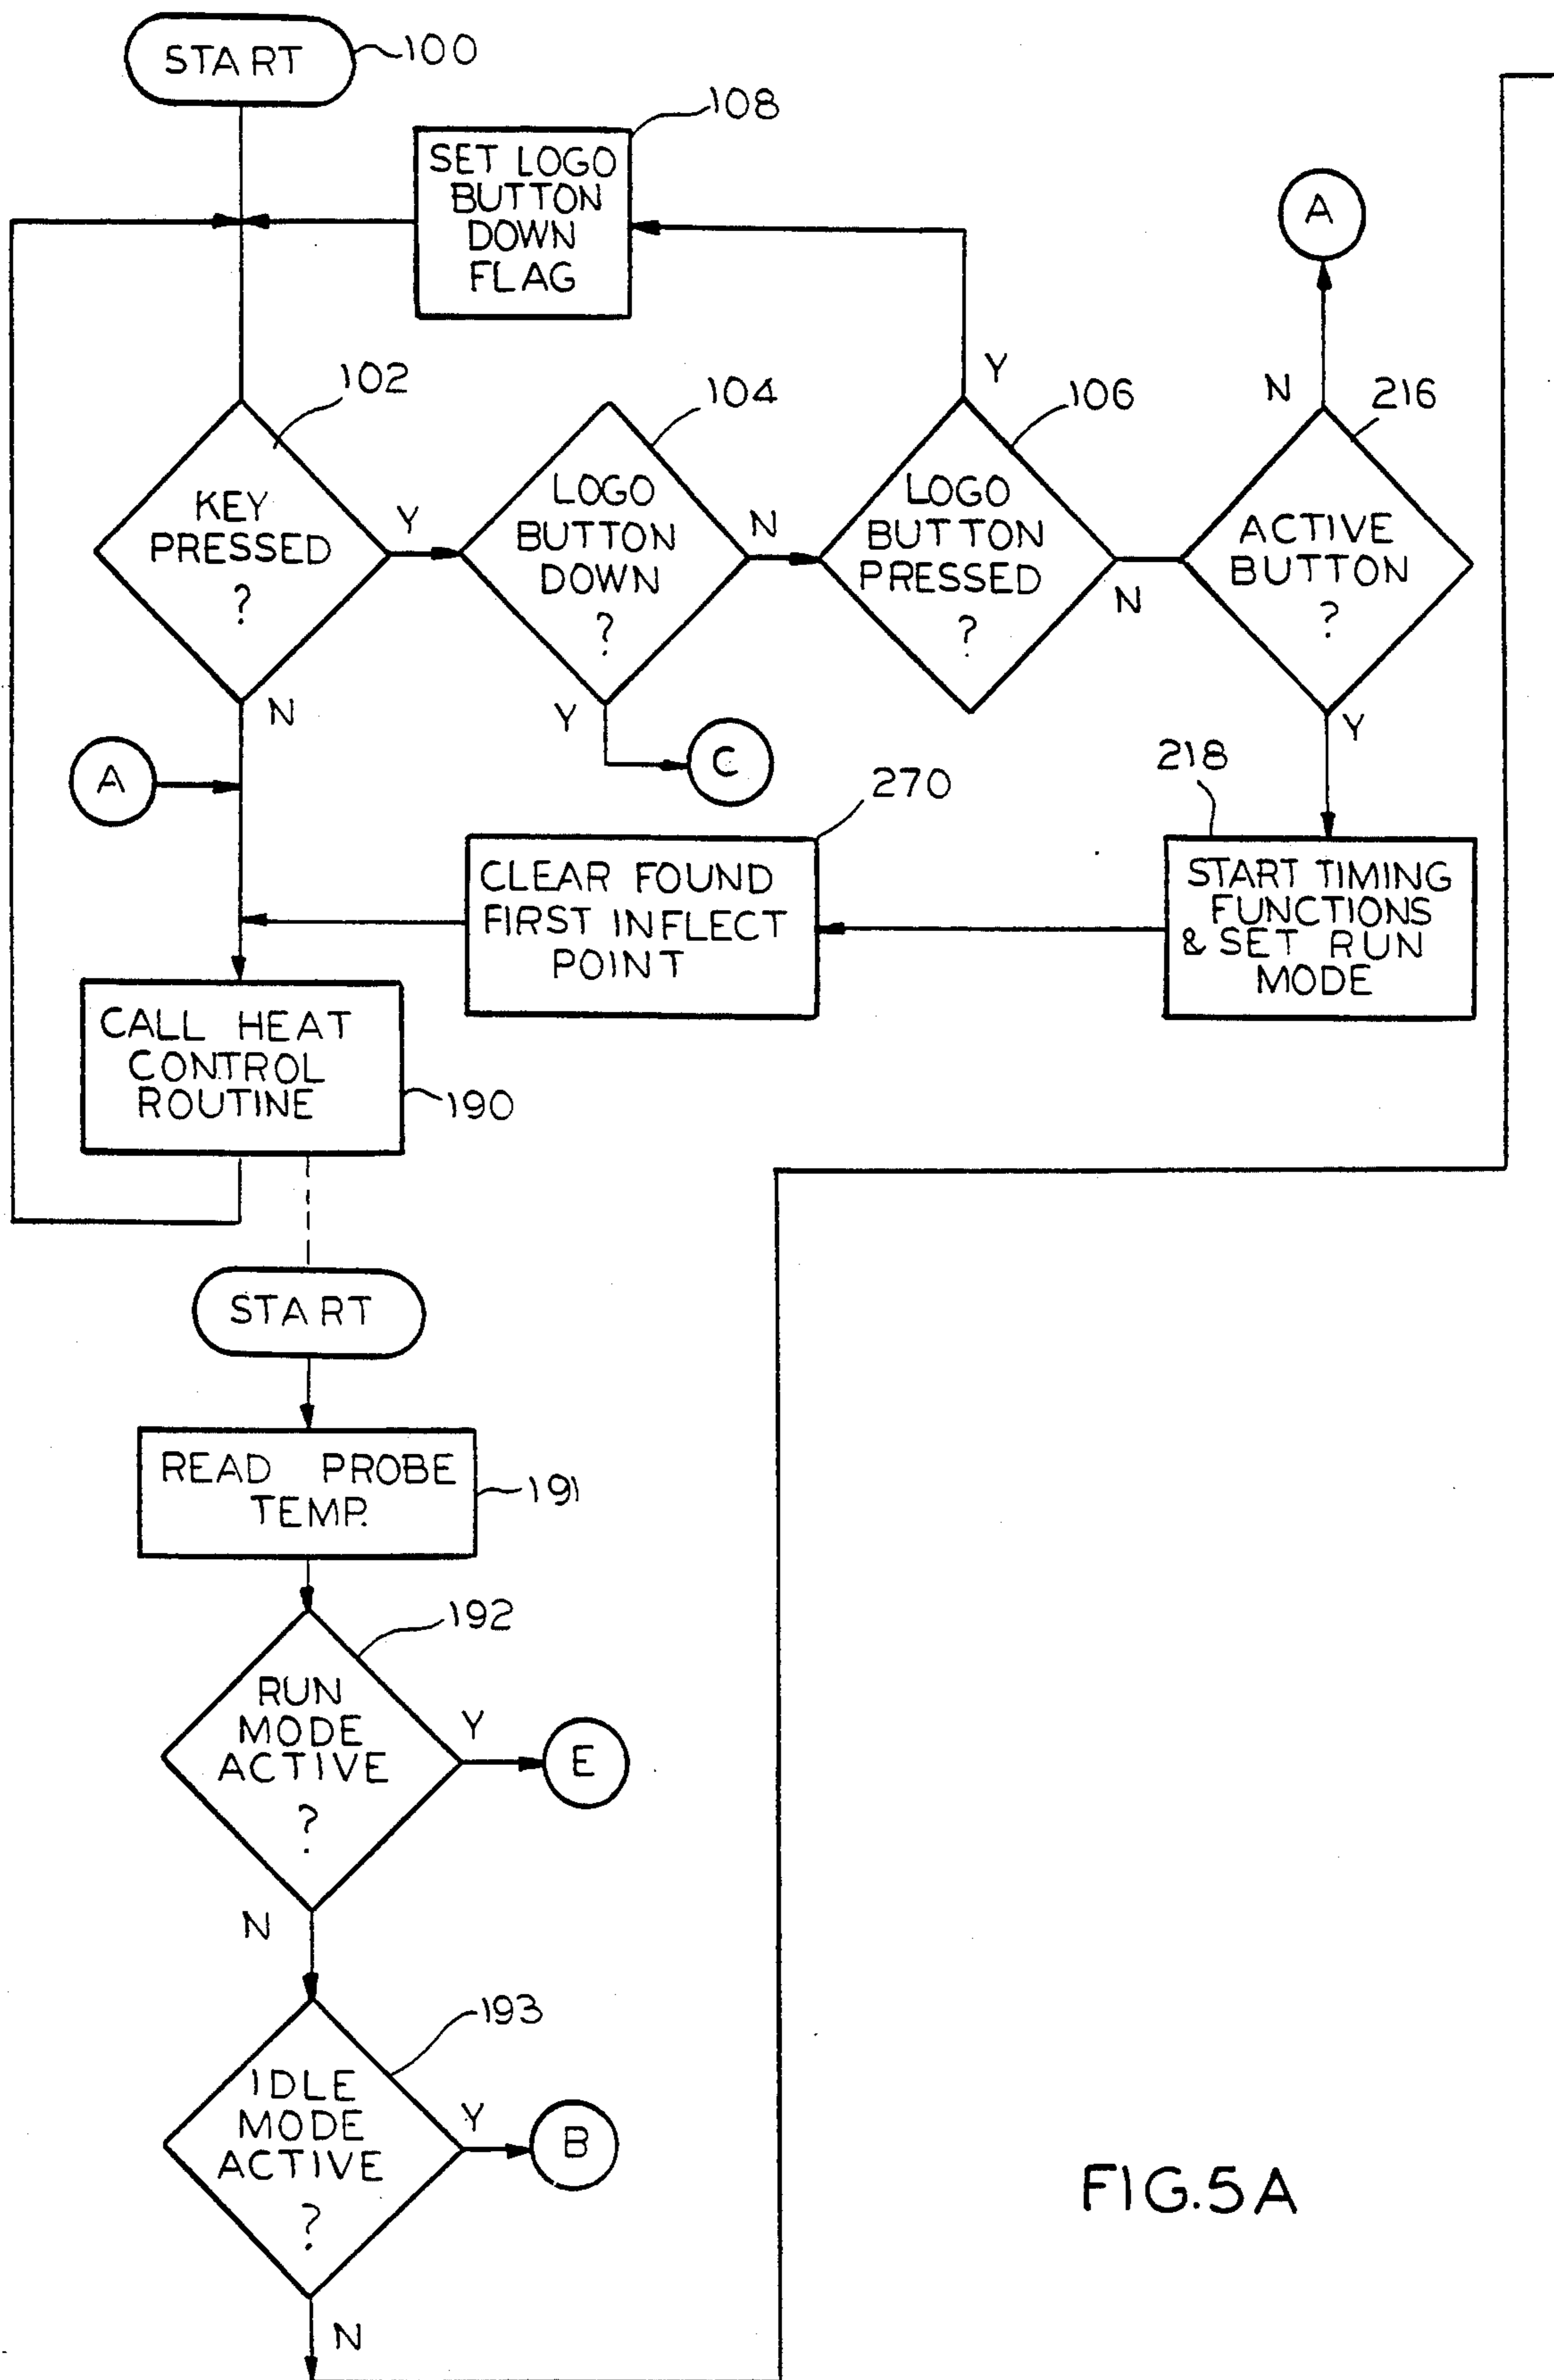 START
100
108
SET LOGO
BUTTON
DOWN
FLAG
A
102
104
Y
106
N
216
KEY
PRESSED
?
Y
LOGO
BUTTON
DOWN
?
N
LOGO
BUTTON
PRESSED
?
N
ACTIVE
BUTTON
?
N
Y
Y
A
C
270
218
CLEAR FOUND
FIRST INFLECT
POINT
START TIMING
FUNCTIONS
& SET RUN
MODE
CALL HEAT
CONTROL
ROUTINE
190
START
READ PROBE
TEMP.
191
192
RUN
MODE
ACTIVE
?
Y
E
N
193
IDLE
MODE
ACTIVE
?
Y
B
N
FIG.5A